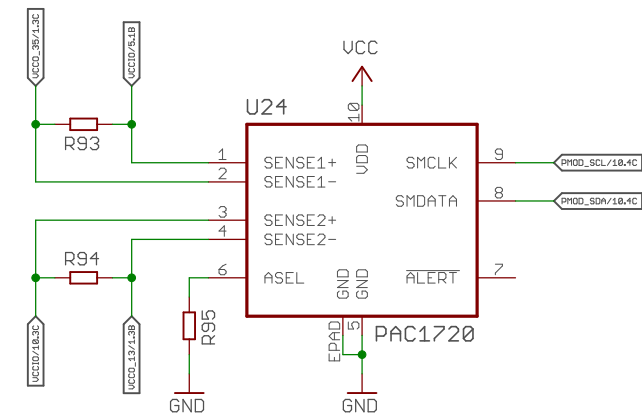 VCCO_35/1.3C
VCCIO/5.1B
VCC
U24
10
R93
1
SENSE1+
VDD
SMCLK
9
PMOD_SCL/10.4C
2
SENSE1-
SMDATA
8
PMOD_SDA/10.4C
3
SENSE2+
4
SENSE2-
R94
6
ASEL
GND
GND
ALERT
7
VCCIO/10.3C
VCCO_13/1.3B
R95
EPAD
5
PAC1720
GND
GND